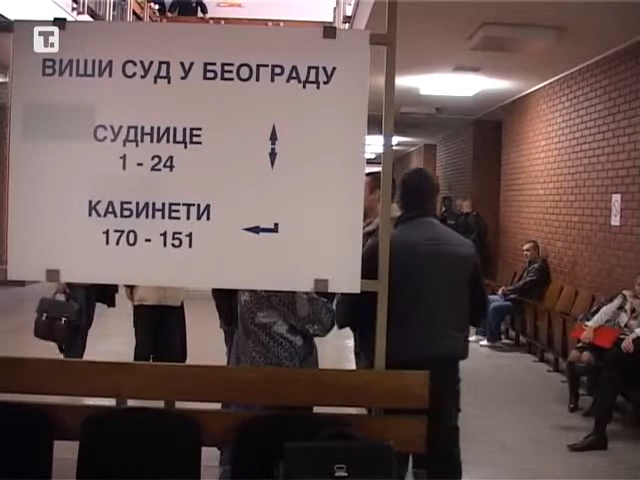 T.
ВИШИ СУД У БЕОГРАДУ
СУДНИЦЕ
1 - 24
КАБИНЕТИ
170 - 151